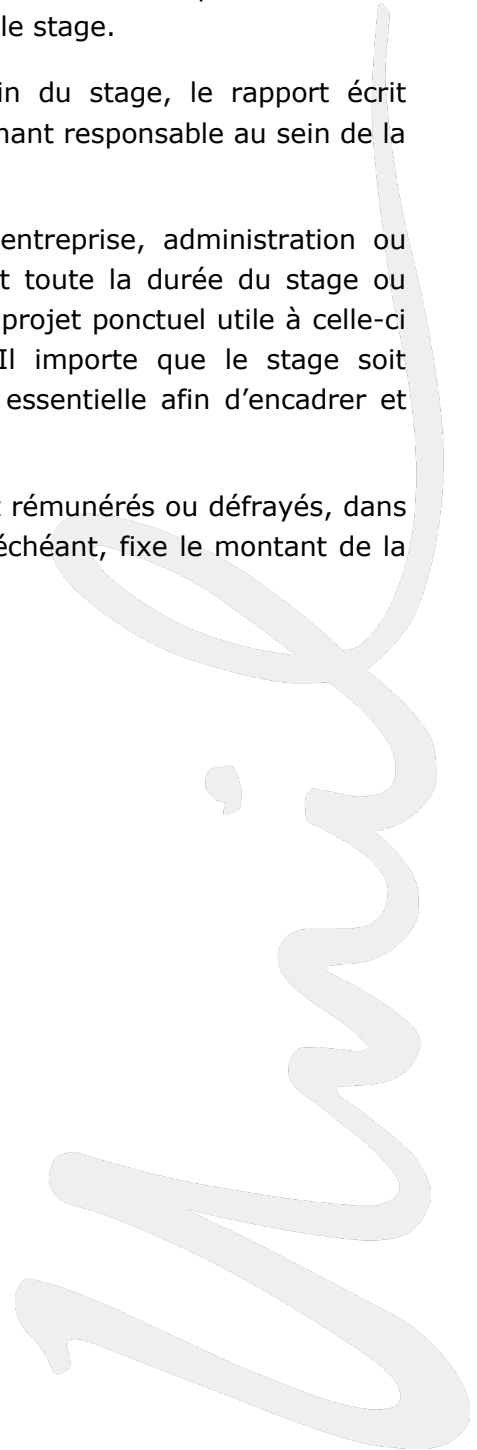 le stage.
in du stage, le rapport écrit
nant responsable au sein de la
entreprise, administration ou
t toute la durée du stage ou
projet ponctuel utile à celle-ci
Il importe que le stage soit
essentielle afin d'encadrer et
rémunérés ou défrayés, dans
échéant, fixe le montant de la
Unil